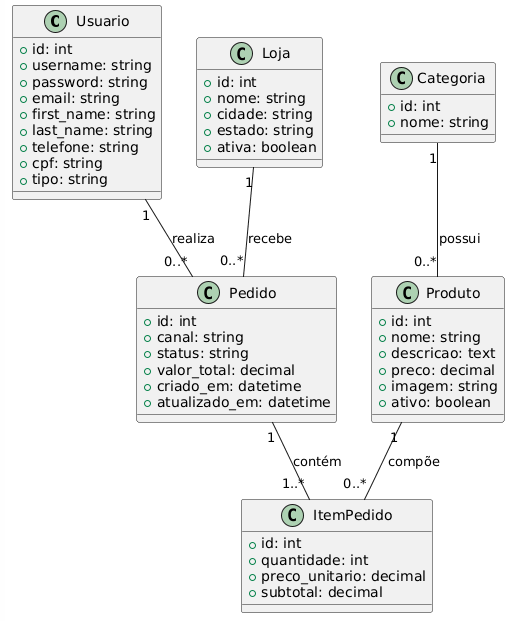 C Usuario
id: int
username: string
password: string
email: string
first_name: string
last_name: string
telefone: string
cpf: string
tipo: string
C Loja
id: int
nome: string
cidade: string
estado: string
ativa: boolean
C Categoria
id: int
nome: string
1
realiza
0..*
1
recebe
0..*
1
possui
0..*
C Pedido
id: int
canal: string
status: string
valor_total: decimal
criado_em: datetime
atualizado_em: datetime
C Produto
id: int
nome: string
descricao: text
preco: decimal
imagem: string
ativo: boolean
1
contém
1..*
1
compõe
0..*
C ItemPedido
id: int
quantidade: int
preco_unitario: decimal
subtotal: decimal